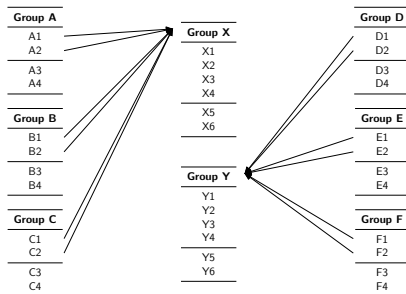 Group A
A1
A2
A3
A4
Group B
B1
B2
B3
B4
Group C
C1
C2
C3
C4
Group X
X1
X2
X3
X4
X5
X6
Group Y
Y1
Y2
Y3
Y4
Y5
Y6
Group D
D1
D2
D3
D4
Group E
E1
E2
E3
E4
Group F
F1
F2
F3
F4